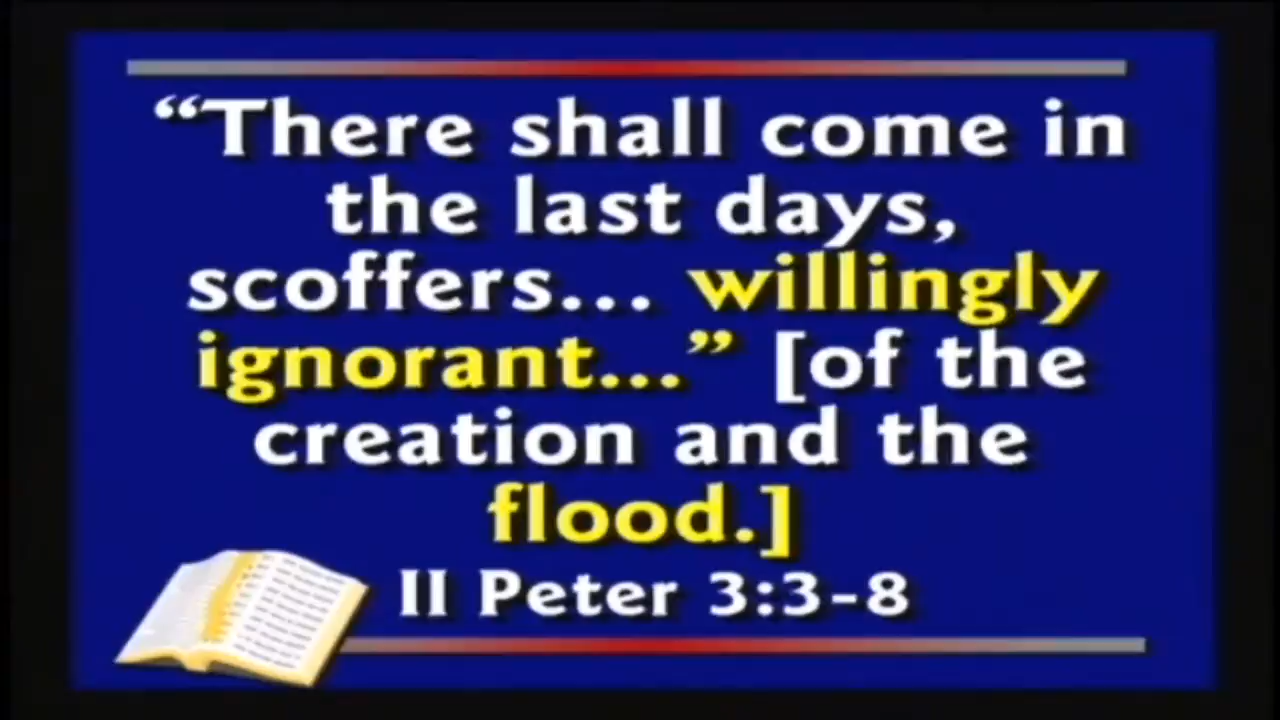 “There shall come in
the last days,
scoffers... willingly
ignorant...” [of the
creation and the
flood.]
II Peter 3:3-8